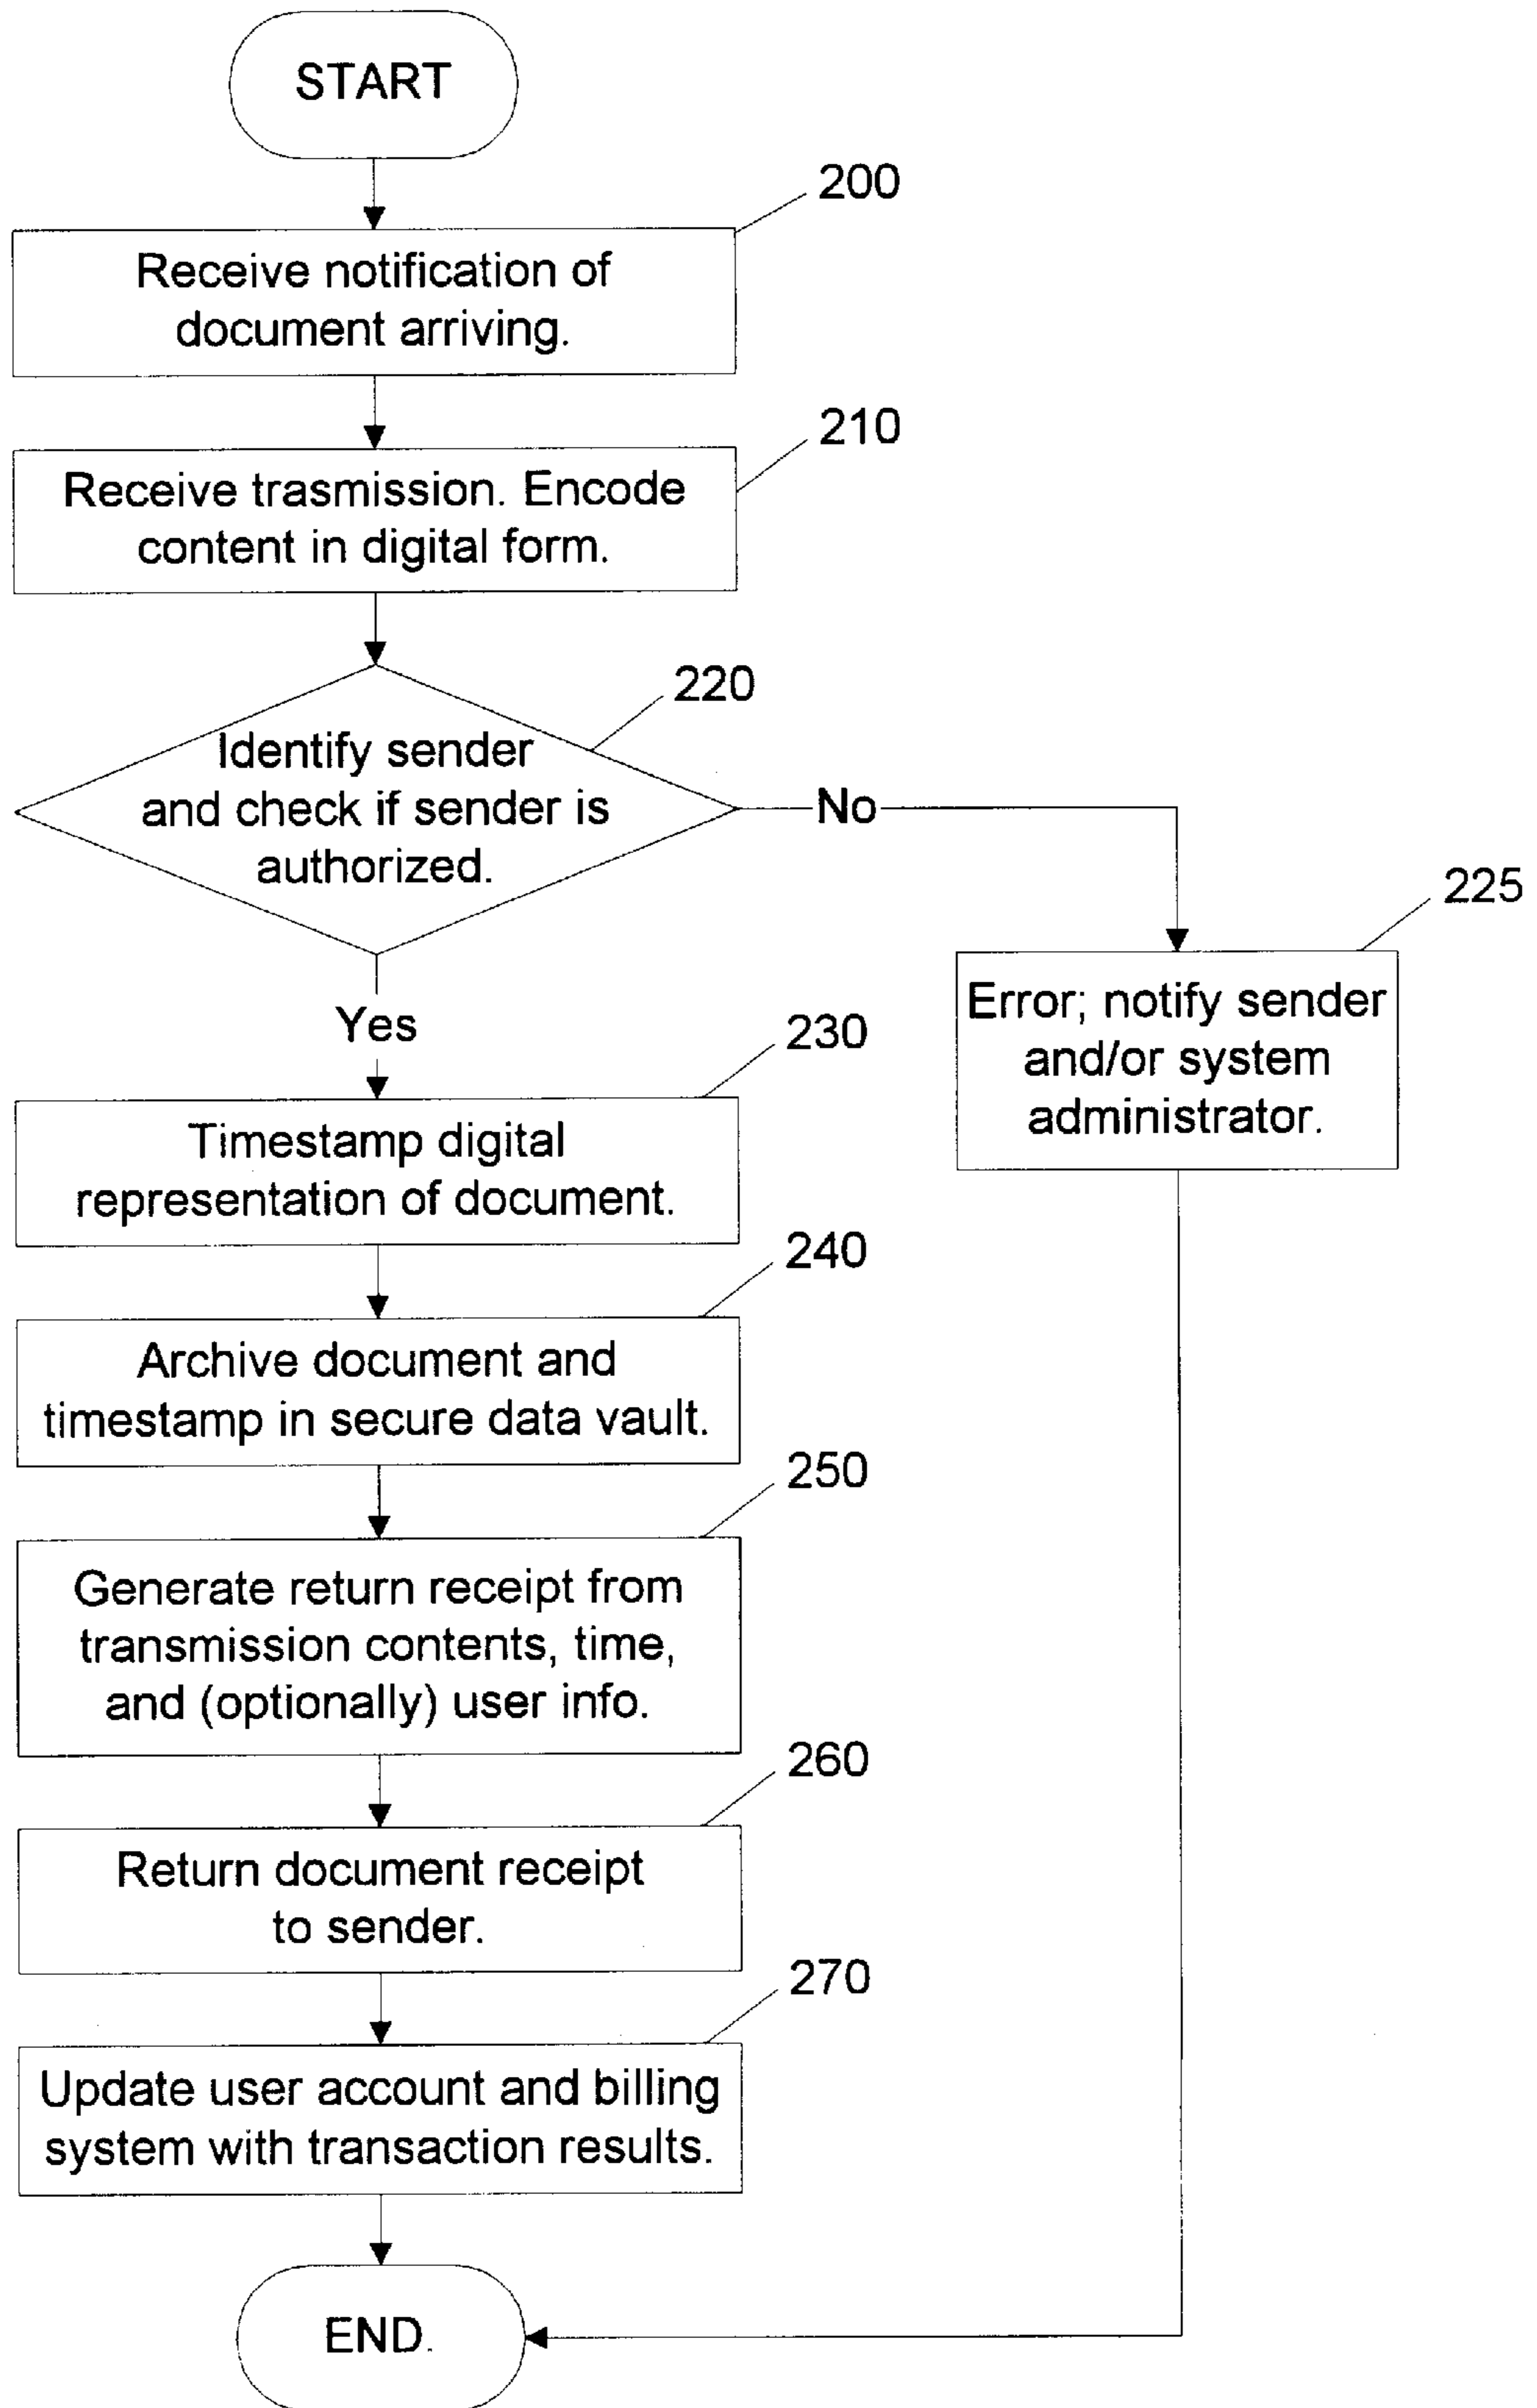 START
200
Receive notification of
document arriving.
210
Receive trasmission. Encode
content in digital form.
220
Identify sender
and check if sender is
authorized.
No
225
Error; notify sender
and/or system
administrator.
Yes
230
Timestamp digital
representation of document.
240
Archive document and
timestamp in secure data vault.
250
Generate return receipt from
transmission contents, time,
and (optionally) user info.
260
Return document receipt
to sender.
270
Update user account and billing
system with transaction results.
END.